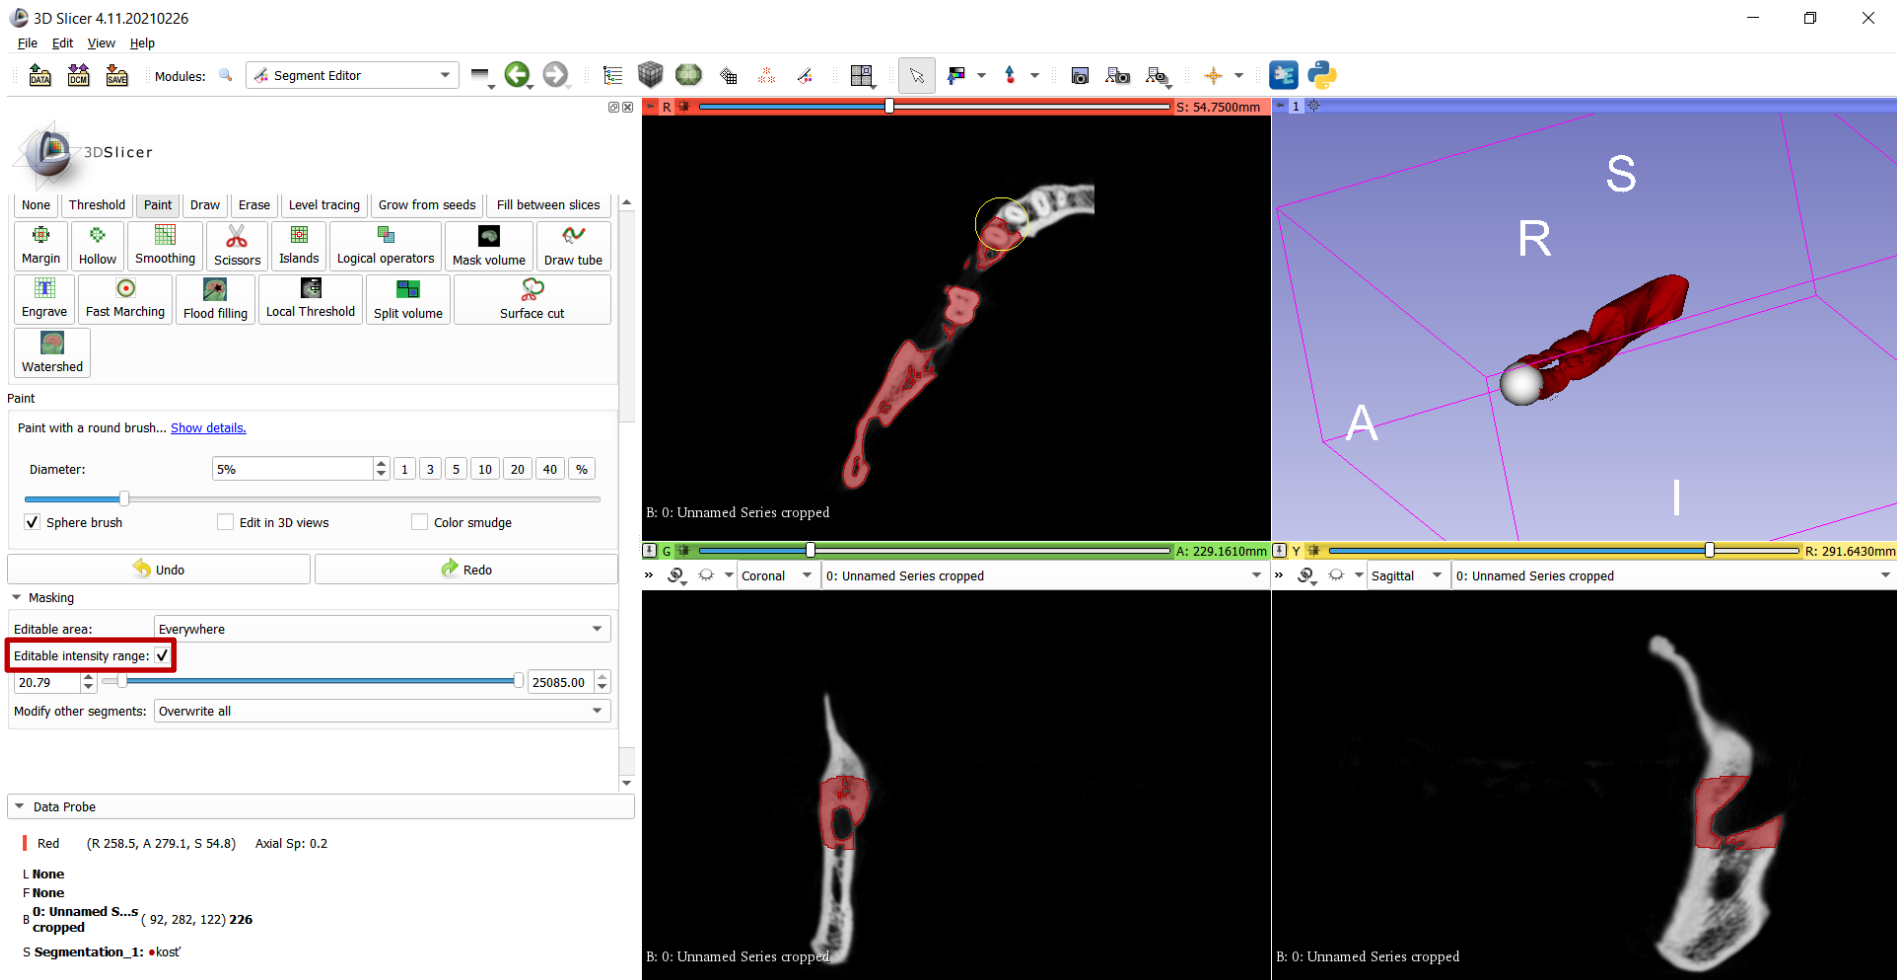 3D Slicer 4.11.20210226
File Edit View Help
DATA DCM SAVE Modules: Segment Editor
3DSlicer
None Threshold Paint Draw Erase Level tracing Grow from seeds Fill between slices
Margin Hollow Smoothing Scissors Islands Logical operators Mask volume Draw tube
Engrave Fast Marching Flood filling Local Threshold Split volume Surface cut
Watershed
Paint
Paint with a round brush... Show details.
Diameter: 5% 1 3 5 10 20 40 %
Sphere brush Edit in 3D views Color smudge
Undo Redo
Masking
Editable area: Everywhere
Editable intensity range:
20.79 25085.00
Modify other segments: Overwrite all
Data Probe
Red (R 258.5, A 279.1, S 54.8) Axial Sp: 0.2
L None
F None
B 0: Unnamed S...s cropped ( 92, 282, 122) 226
S Segmentation_1: kosť
R S: 54.7500mm
B: 0: Unnamed Series cropped
1
S
R
A
I
G A: 229.1610mm
» Coronal 0: Unnamed Series cropped
B: 0: Unnamed Series cropped
Y R: 291.6430mm
» Sagittal 0: Unnamed Series cropped
B: 0: Unnamed Series cropped